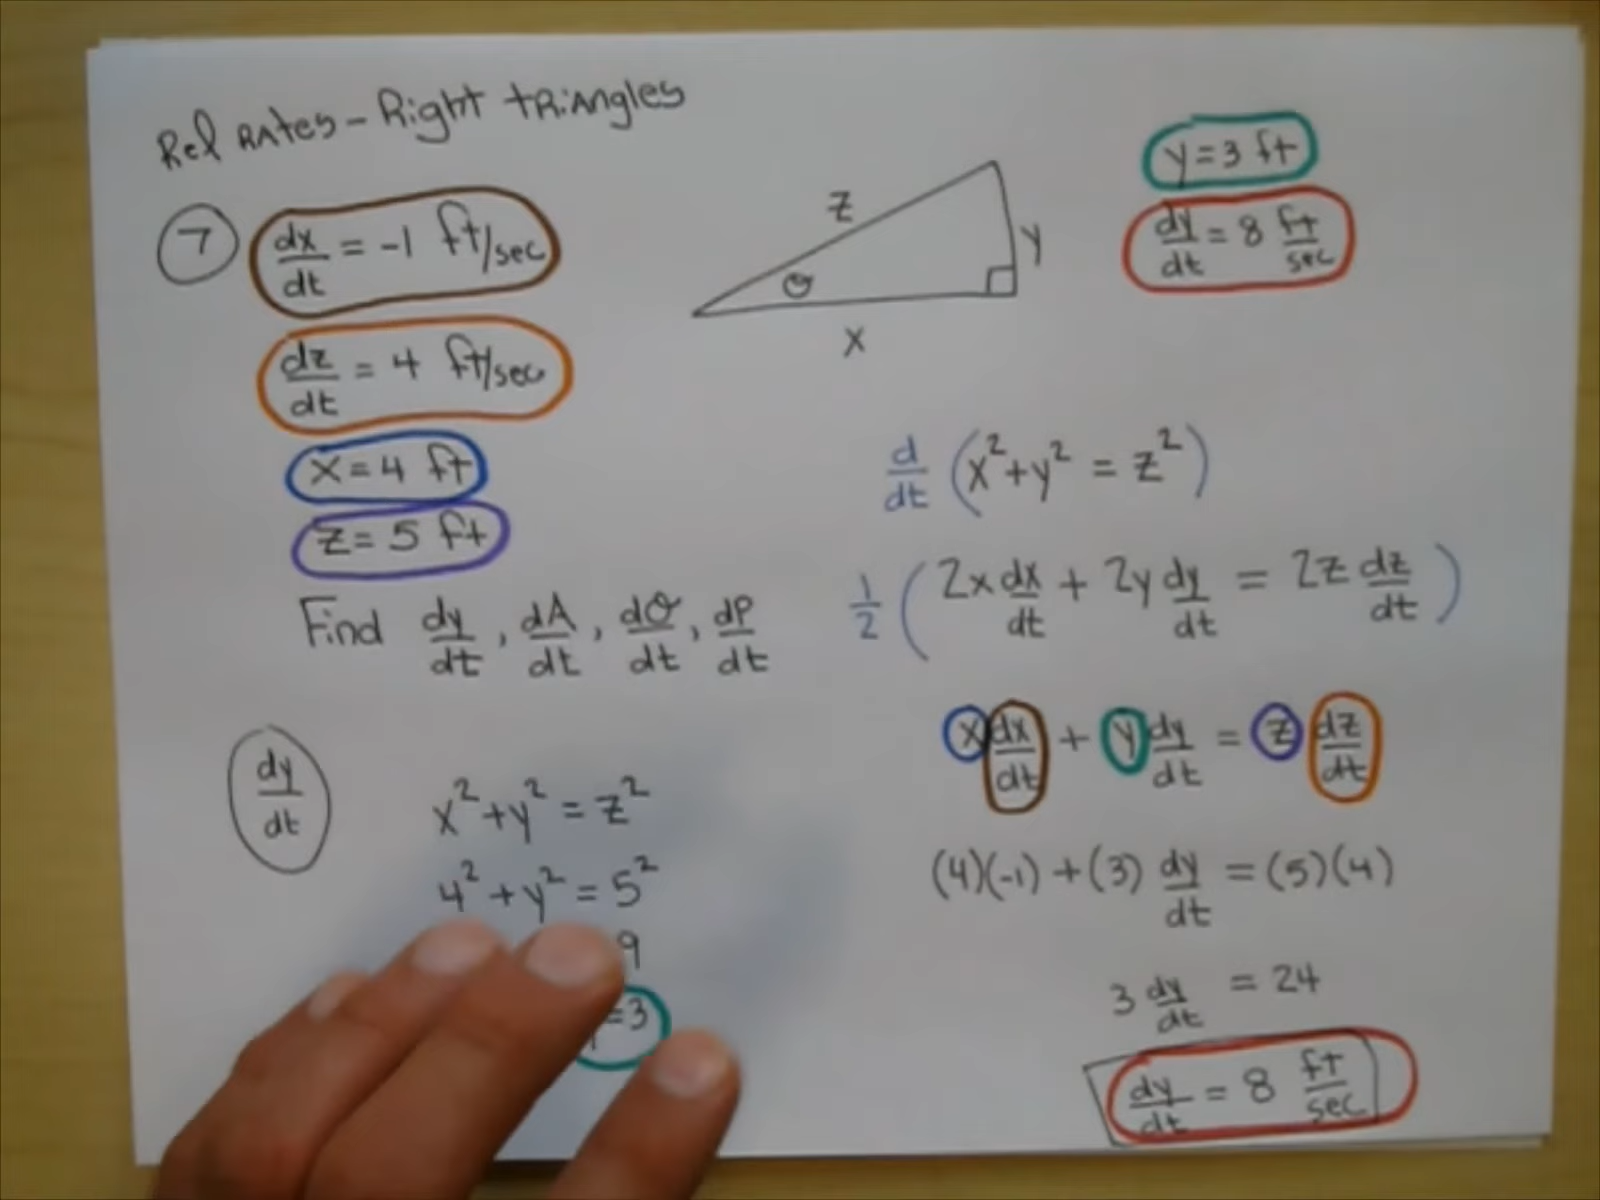 Rel Rates - Right Triangles
7
dx/dt = -1 ft/sec
dz/dt = 4 ft/sec
x = 4 ft
z = 5 ft
Find dy/dt, dA/dt, dθ/dt, dP/dt
z
θ
y
x
y = 3 ft
dy/dt = 8 ft/sec
dy/dt
x² + y² = z²
4² + y² = 5²
9
=3
d/dt (x² + y² = z²)
1/2 (2x dx/dt + 2y dy/dt = 2z dz/dt)
x dx/dt + y dy/dt = z dz/dt
(4)(-1) + (3) dy/dt = (5)(4)
3 dy/dt = 24
dy/dt = 8 ft/sec